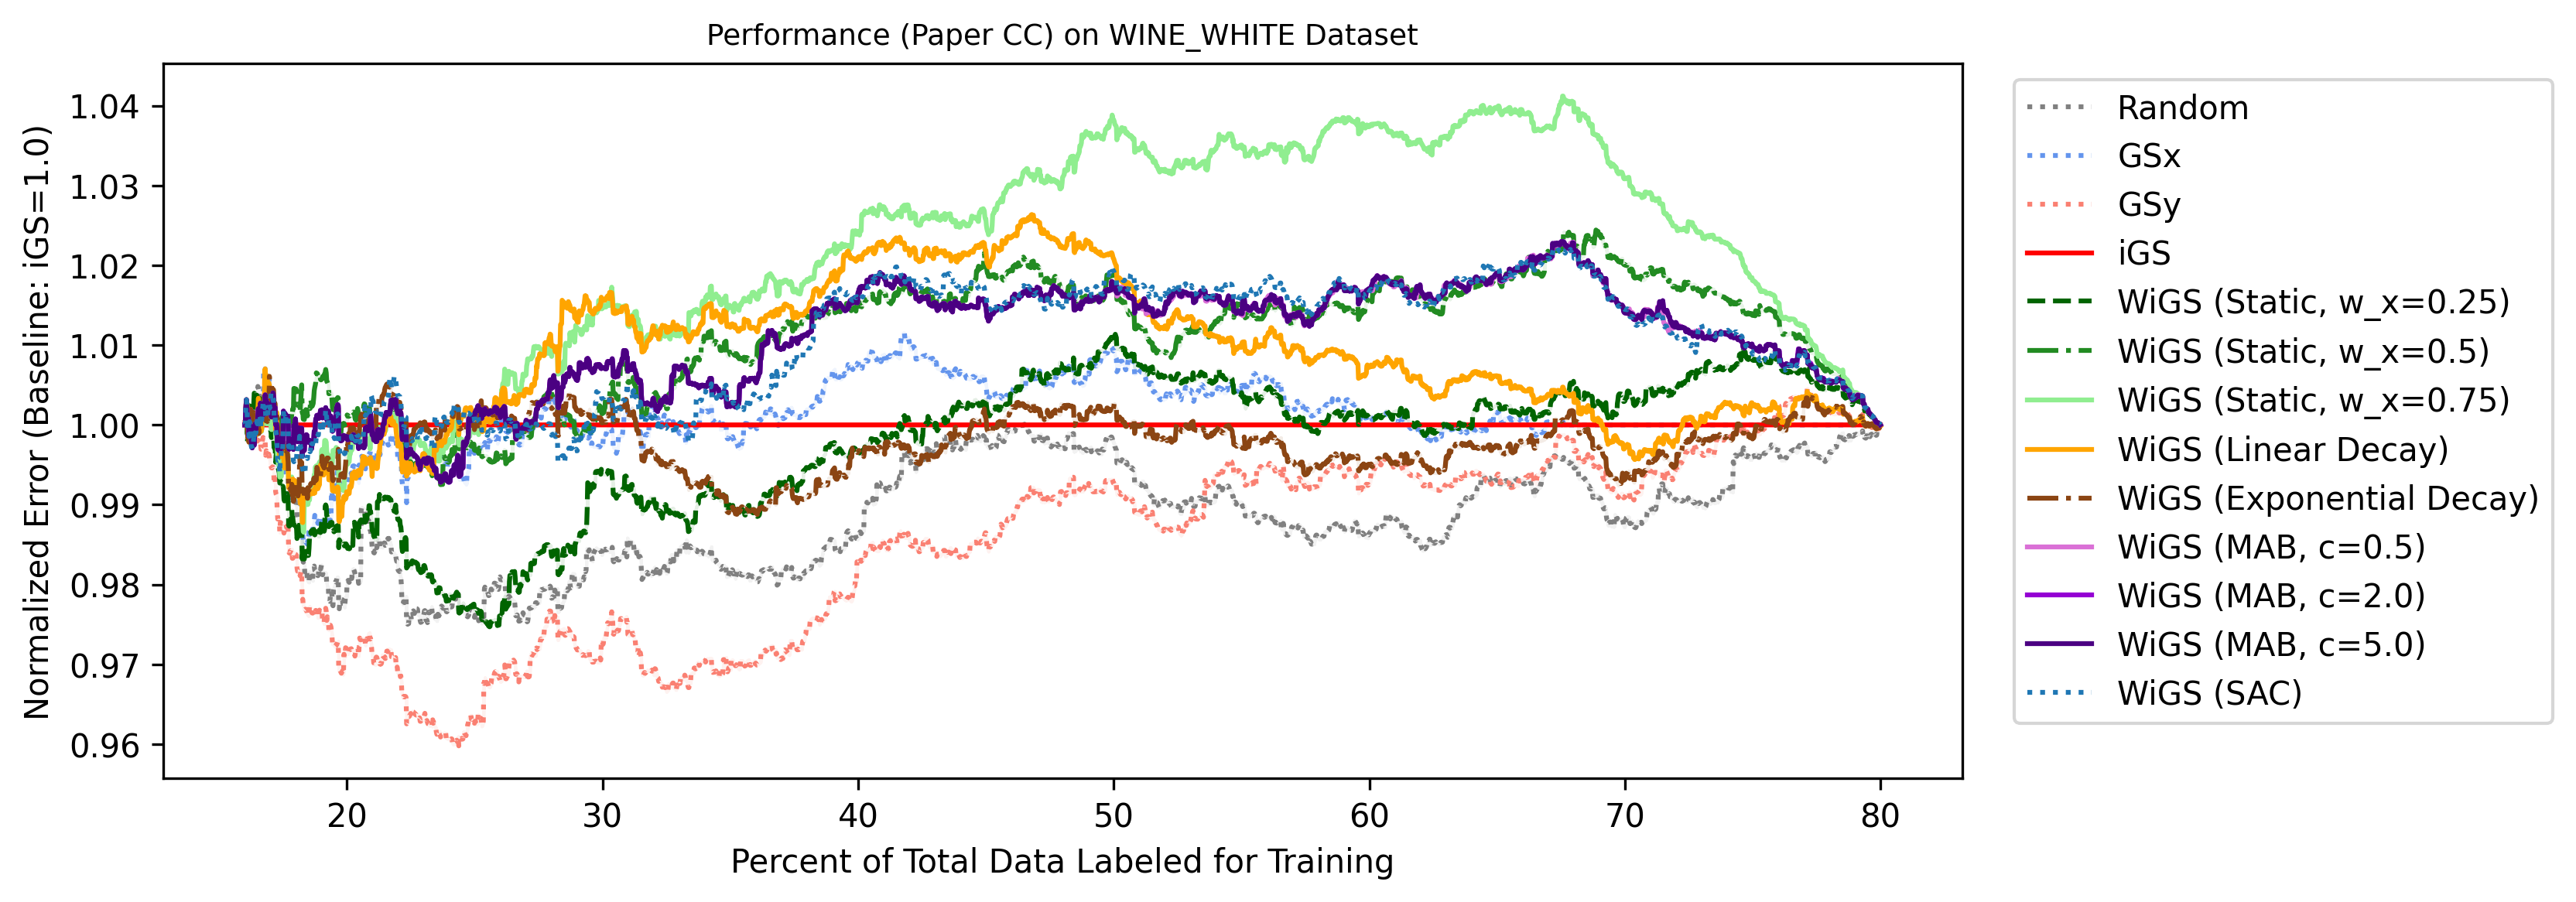 Performance (Paper CC) on WINE_WHITE Dataset
Normalized Error (Baseline: iGS=1.0)
1.04
1.03
1.02
1.01
1.00
0.99
0.98
0.97
0.96
20
30
40
50
60
70
80
Percent of Total Data Labeled for Training
Random
GSx
GSy
iGS
WiGS (Static, w_x=0.25)
WiGS (Static, w_x=0.5)
WiGS (Static, w_x=0.75)
WiGS (Linear Decay)
WiGS (Exponential Decay)
WiGS (MAB, c=0.5)
WiGS (MAB, c=2.0)
WiGS (MAB, c=5.0)
WiGS (SAC)